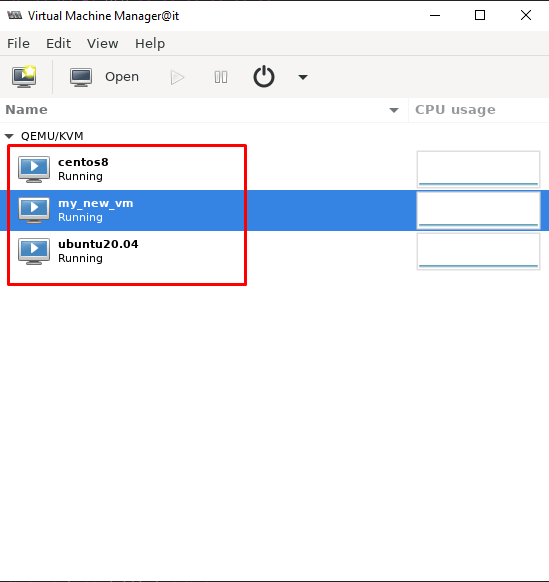 Virtual Machine Manager@it
File Edit View Help
Open
Name CPU usage
QEMU/KVM
centos8
Running
my_new_vm
Running
ubuntu20.04
Running